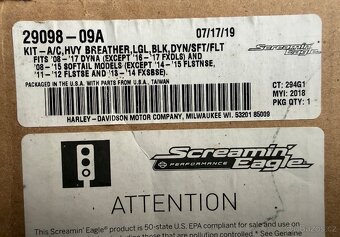 29098-09A
07/17/19
KIT-A/C,HVY BREATHER,LGL,BLK,DYN/SFT/FLT
FITS '08-'17 DYNA (EXCEPT '16-'17 FXDLS) AND
'08-'15 SOFTAIL MODELS (EXCEPT '14-'15 FLSTNSE,
'11-'12 FLSTSE AND '13-'14 FXSBSE).
CT: 294G1
MYI: 2018
PACKAGED IN THE U.S.A. WITH PARTS FROM U.S.A., TAIWAN
PKG QTY: 1
HARLEY-DAVIDSON MOTOR COMPANY, MILWAUKEE, WI. 53201 85009
Screamin'
PERFORMANCE
Eagle
ATTENTION
This Screamin' Eagle® product is 50-state U.S. EPA compliant for sale and use on